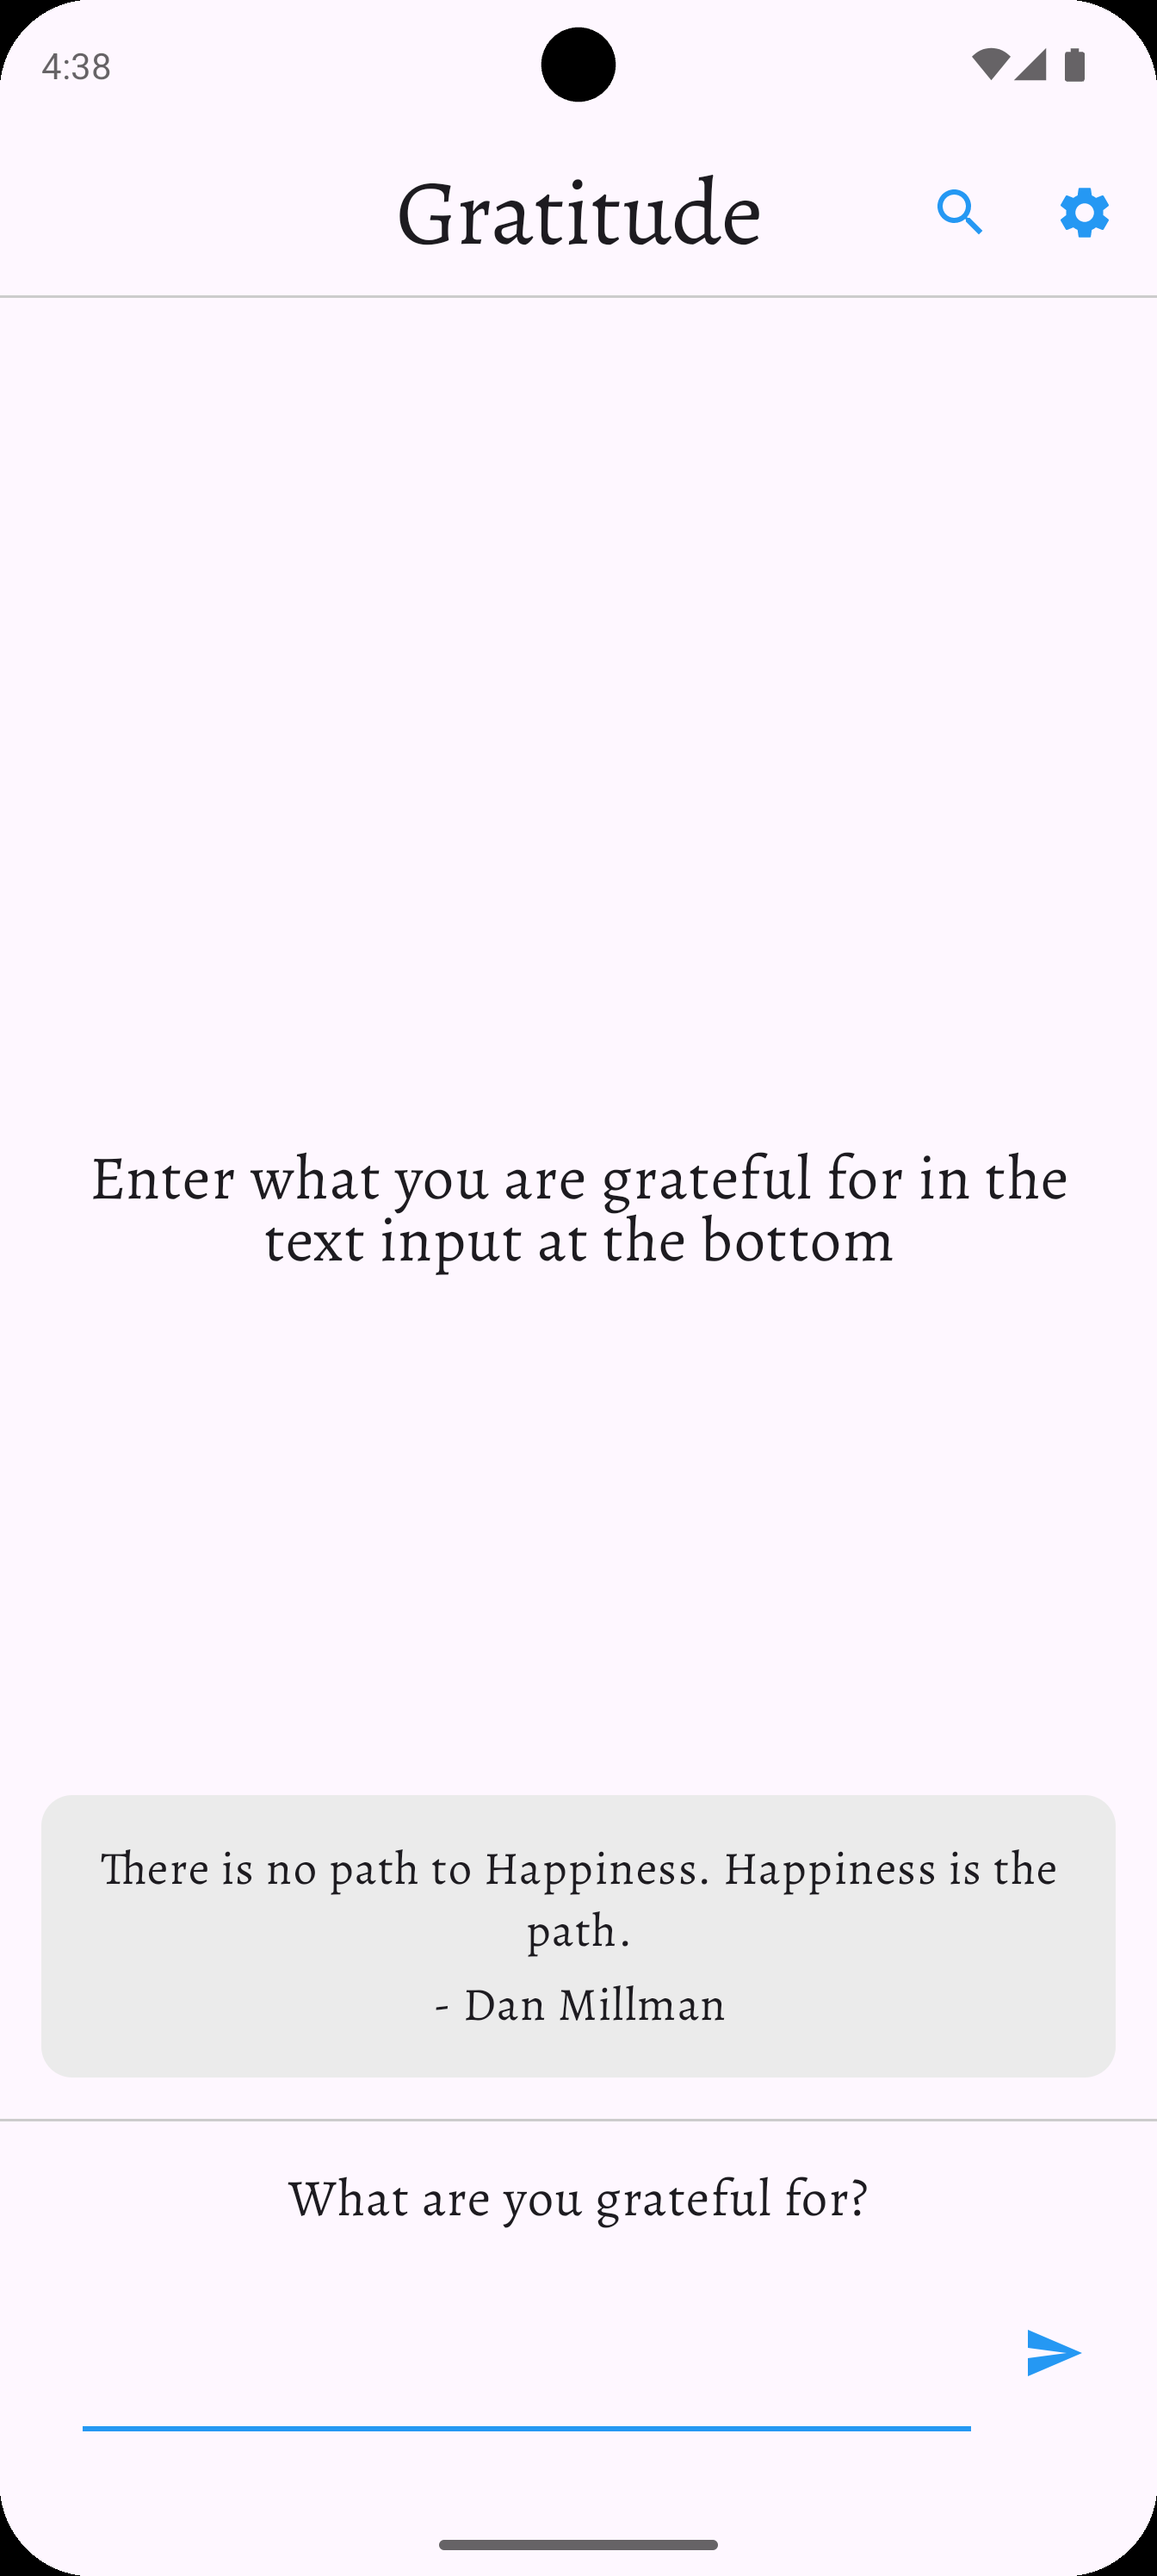 4:38
Gratitude
Enter what you are grateful for in the
text input at the bottom
There is no path to Happiness. Happiness is the
path.
- Dan Millman
What are you grateful for?